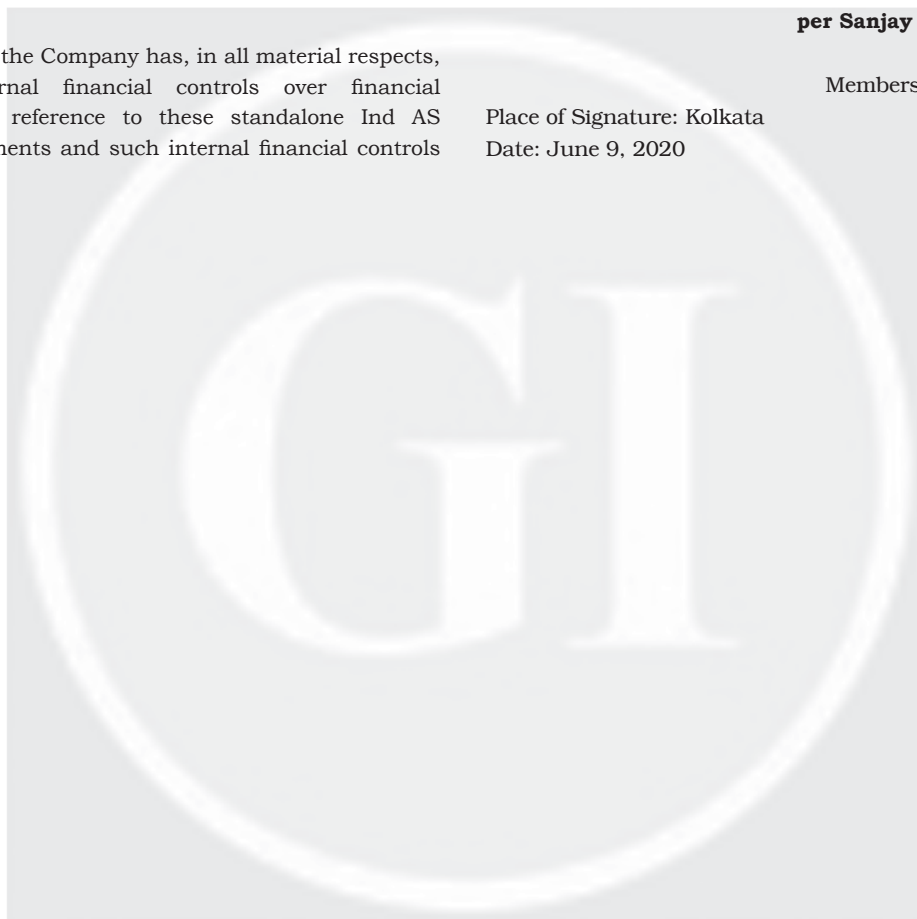 per Sanjay
the Company has, in all material respects,
rnal financial controls over financial
reference to these standalone Ind AS
nents and such internal financial controls
Members
Place of Signature: Kolkata
Date: June 9, 2020
GI